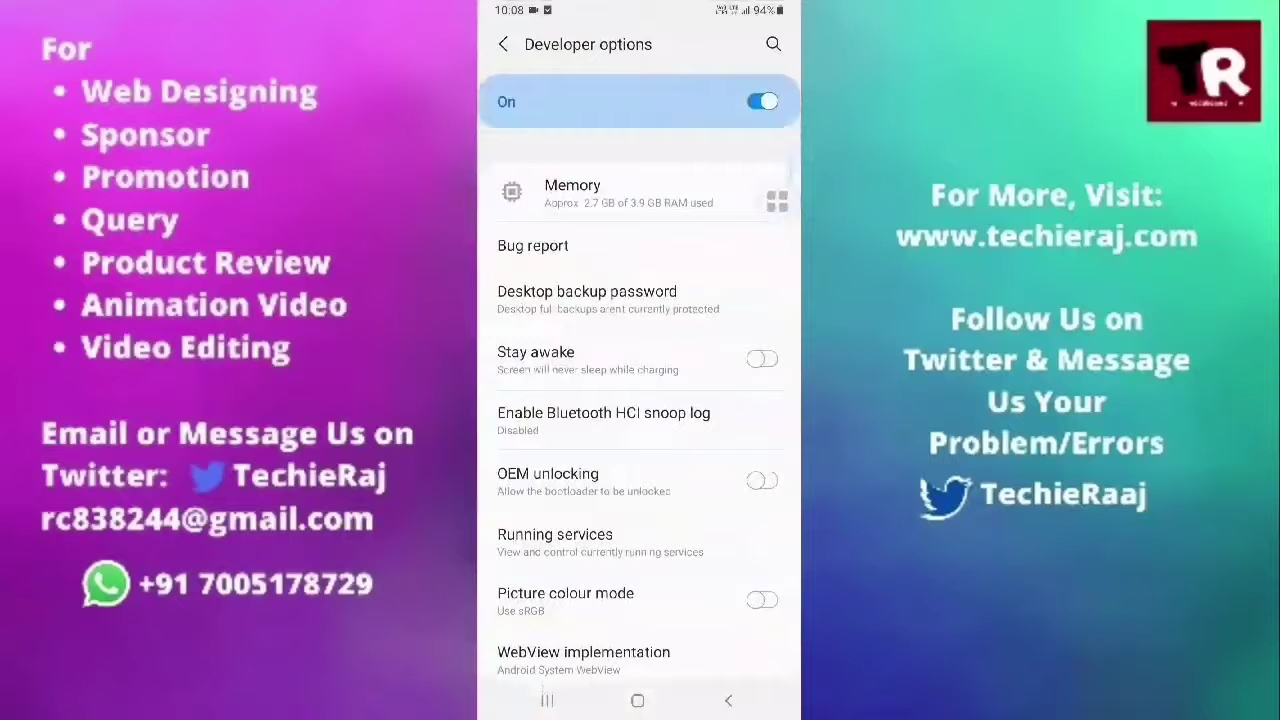 For
• Web Designing
• Sponsor
• Promotion
• Query
• Product Review
• Animation Video
• Video Editing
Email or Message Us on
Twitter: TechieRaj
rc838244@gmail.com
+91 7005178729
10:08
94%
Developer options
On
Memory
Approx 2.7 GB of 3.9 GB RAM used
Bug report
Desktop backup password
Desktop full backups aren't currently protected
Stay awake
Screen will never sleep while charging
Enable Bluetooth HCI snoop log
Disabled
OEM unlocking
Allow the bootloader to be unlocked
Running services
View and control currently running services
Picture colour mode
Use sRGB
WebView implementation
Android System WebView
TR
For More, Visit:
www.techieraj.com
Follow Us on
Twitter & Message
Us Your
Problem/Errors
TechieRaaj